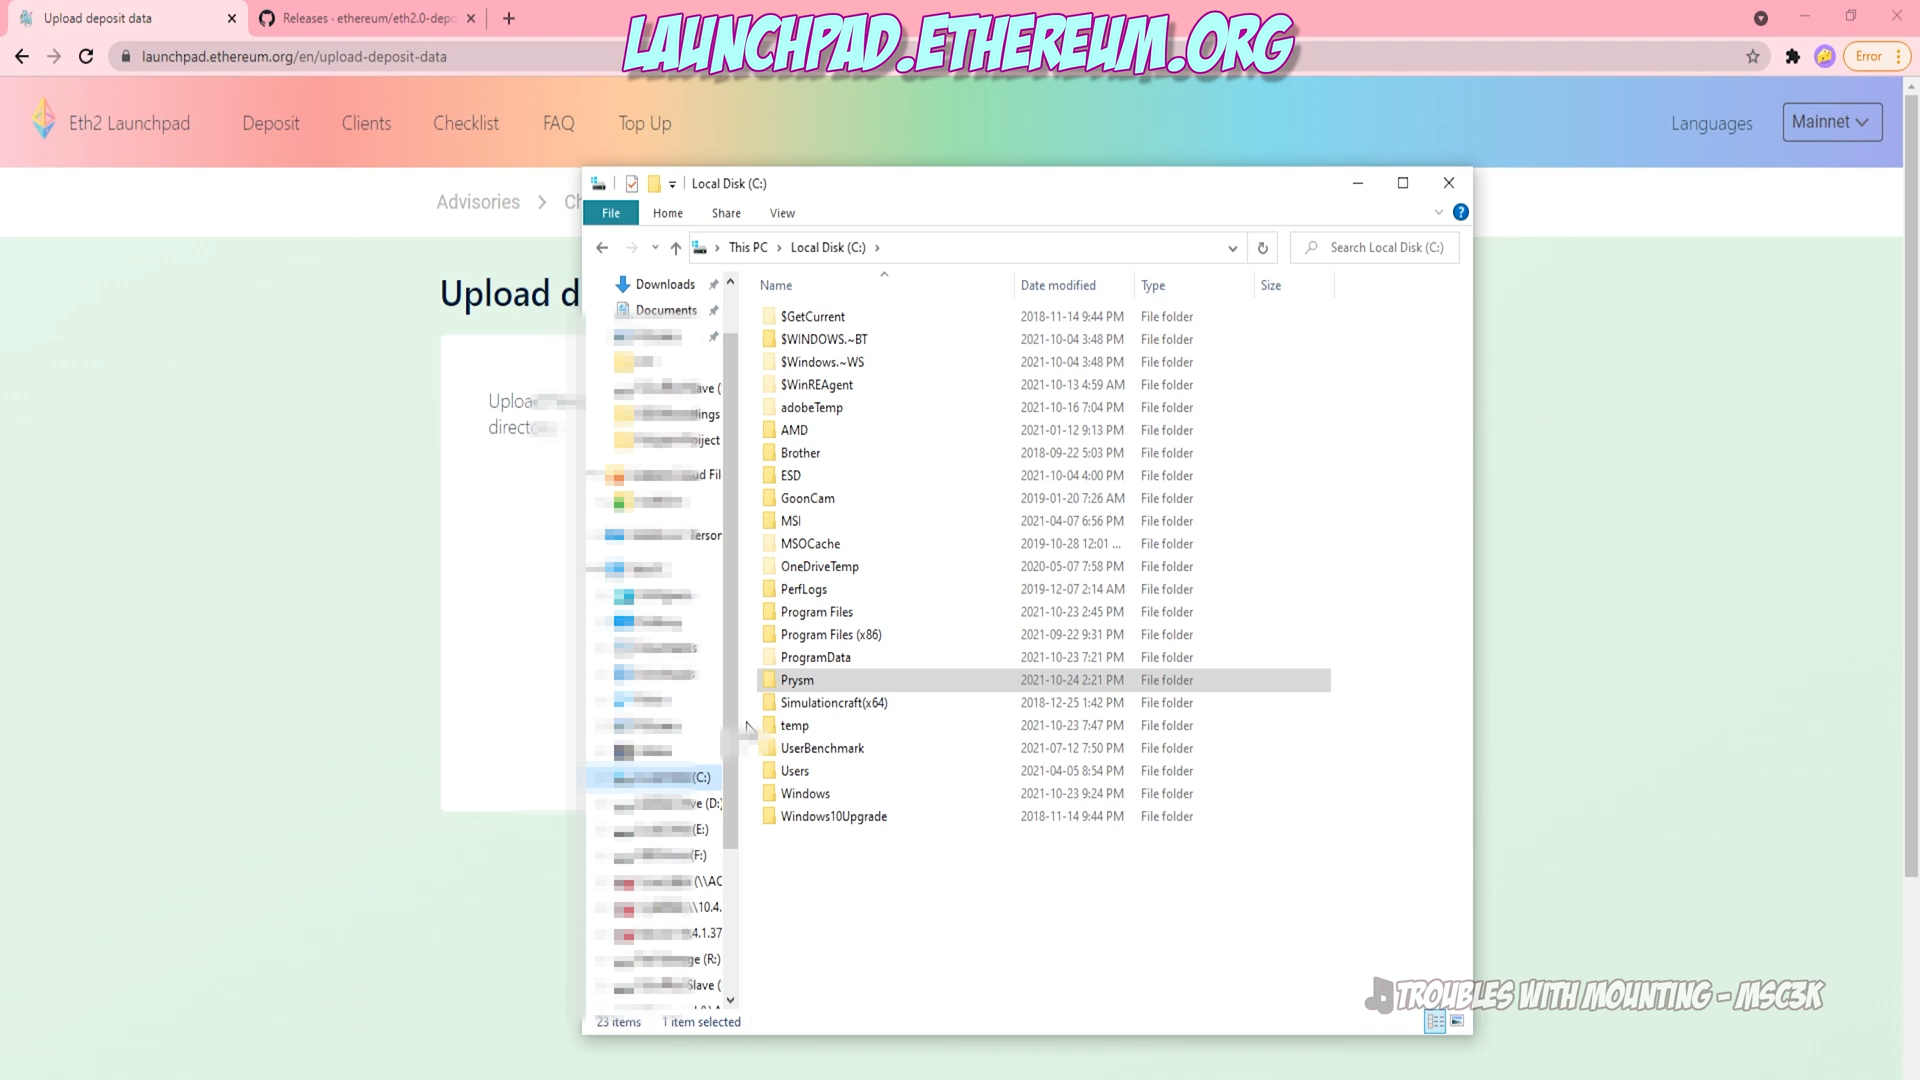 Upload deposit data
Releases · ethereum/eth2.0-depo
LAUNCHPAD.ETHEREUM.ORG
launchpad.ethereum.org/en/upload-deposit-data
Error
Eth2 Launchpad
Deposit
Clients
Checklist
FAQ
Top Up
Languages
Mainnet
Advisories
Upload d
Local Disk (C:)
File
Home
Share
View
This PC
Local Disk (C:)
Search Local Disk (C:)
Name
Date modified
Type
Size
Downloads
Documents
(C:)
(E:)
(F:)
$GetCurrent 2018-11-14 9:44 PM File folder
$WINDOWS.~BT 2021-10-04 3:48 PM File folder
$Windows.~WS 2021-10-04 3:48 PM File folder
$WinREAgent 2021-10-13 4:59 AM File folder
adobeTemp 2021-10-16 7:04 PM File folder
AMD 2021-01-12 9:13 PM File folder
Brother 2018-09-22 5:03 PM File folder
ESD 2021-10-04 4:00 PM File folder
GoonCam 2019-01-20 7:26 AM File folder
MSI 2021-04-07 6:56 PM File folder
MSOCache 2019-10-28 12:01 ... File folder
OneDriveTemp 2020-05-07 7:58 PM File folder
PerfLogs 2019-12-07 2:14 AM File folder
Program Files 2021-10-23 2:45 PM File folder
Program Files (x86) 2021-09-22 9:31 PM File folder
ProgramData 2021-10-23 7:21 PM File folder
Prysm 2021-10-24 2:21 PM File folder
Simulationcraft(x64) 2018-12-25 1:42 PM File folder
temp 2021-10-23 7:47 PM File folder
UserBenchmark 2021-07-12 7:50 PM File folder
Users 2021-04-05 8:54 PM File folder
Windows 2021-10-23 9:24 PM File folder
Windows10Upgrade 2018-11-14 9:44 PM File folder
23 items
1 item selected
TROUBLES WITH MOUNTING - MSC3K